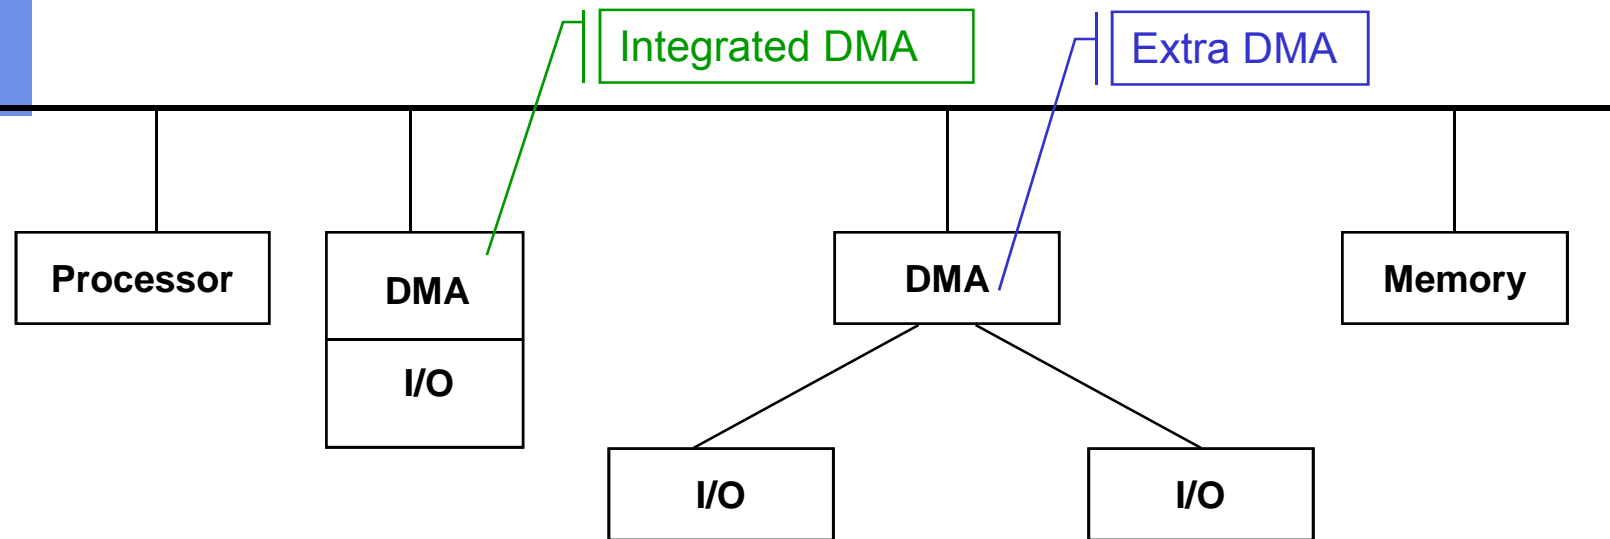 Integrated DMA
Extra DMA
Processor
DMA
I/O
DMA
Memory
I/O
I/O